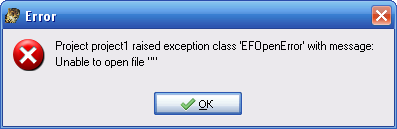 Error
Project project1 raised exception class 'EFOpenError' with message:
Unable to open file '"'
OK